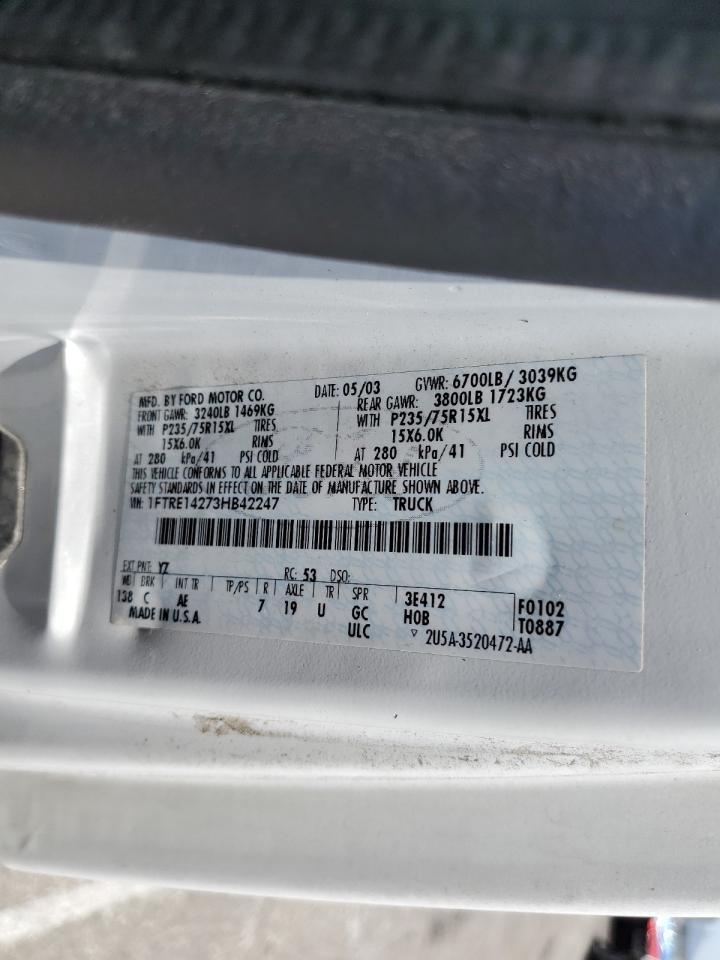 MFD. BY FORD MOTOR CO. DATE: 05/03 GVWR: 6700LB/ 3039KG
FRONT GAWR: 3240LB 1469KG REAR GAWR: 3800LB 1723KG
WITH P235/75R15XL TIRES WITH P235/75R15XL TIRES
15X6.0K RIMS 15X6.0K RIMS
AT 280 kPa/41 PSI COLD AT 280 kPa/41 PSI COLD
THIS VEHICLE CONFORMS TO ALL APPLICABLE FEDERAL MOTOR VEHICLE
SAFETY STANDARDS IN EFFECT ON THE DATE OF MANUFACTURE SHOWN ABOVE.
VIN: 1FTRE14273HB42247 TYPE: TRUCK
EXT PNT: YZ RC: 53 DSO:
WB BRK INT TR TP/PS R AXLE TR SPR
138 C AE 7 19 U GC 3E412 F0102
MADE IN U.S.A. ULC H0B T0887
▽ 2U5A-3520472-AA